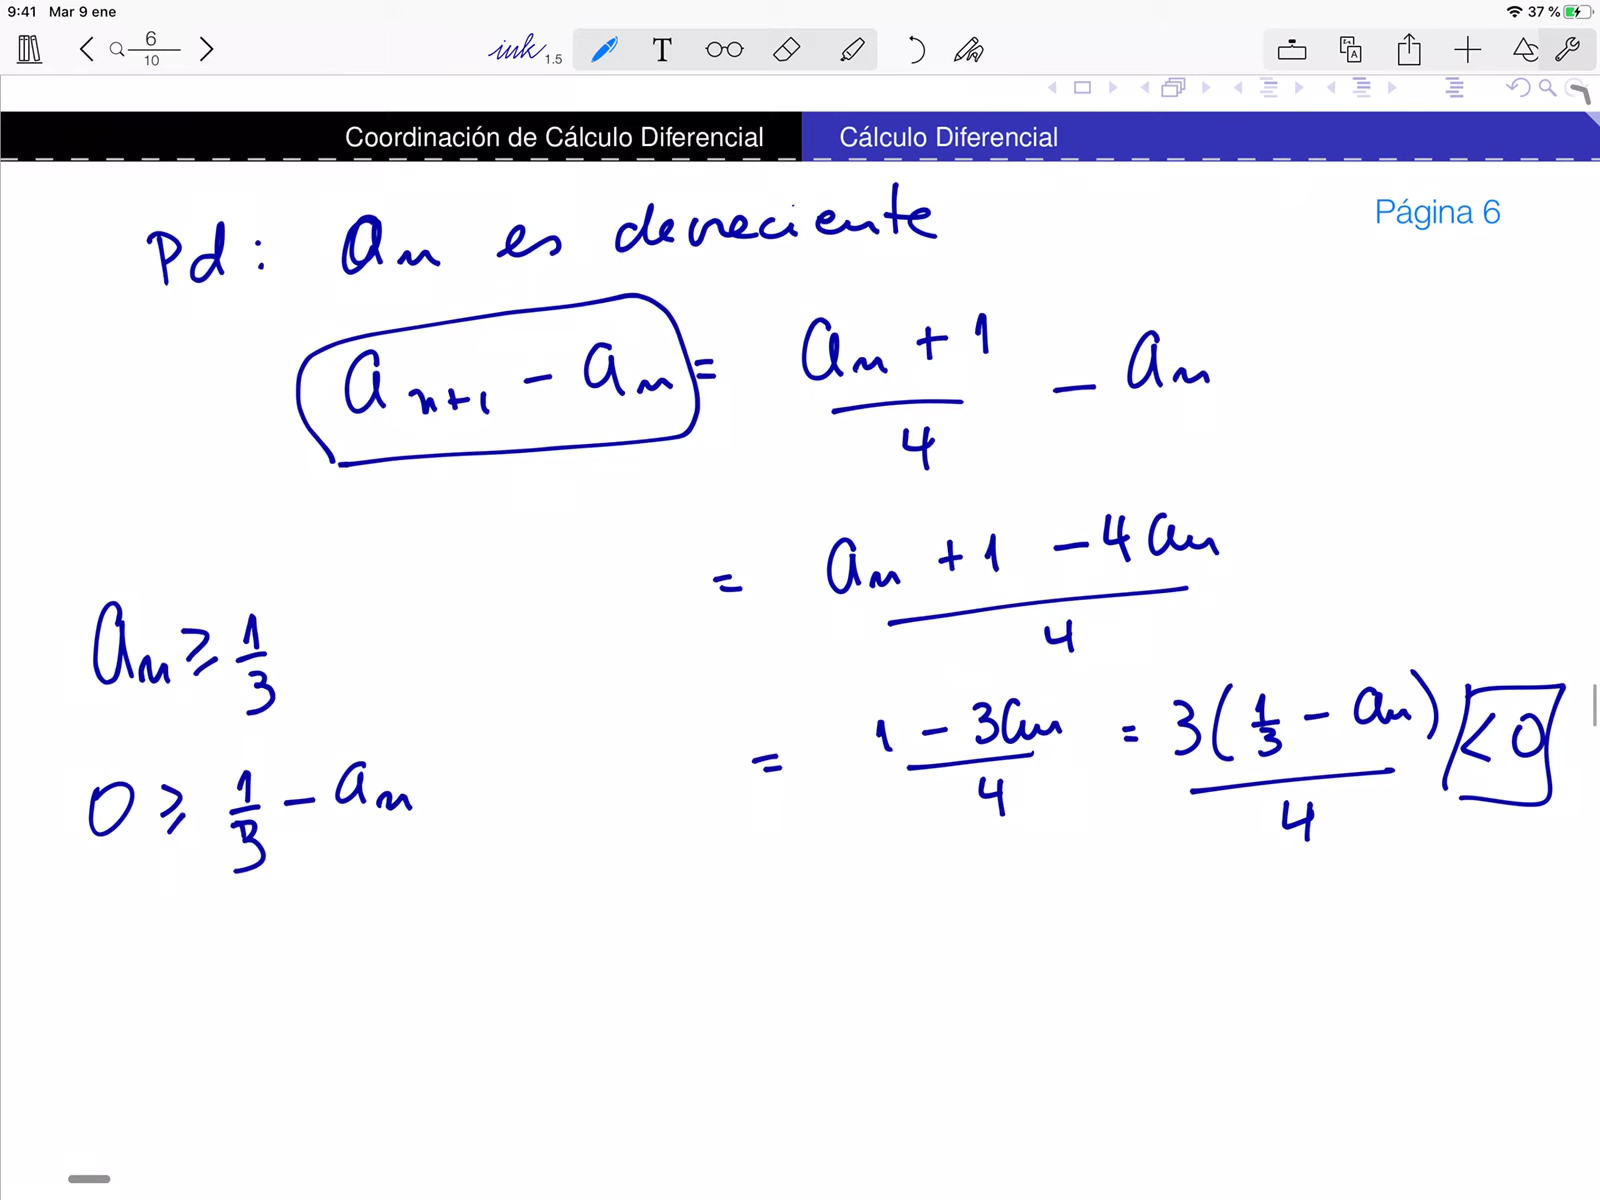 9:41 Mar 9 ene 37 %
6
10
ink 1.5 T
Coordinación de Cálculo Diferencial Cálculo Diferencial
Página 6
Pd: an es decreciente
an+1 - an = (an + 1)/4 - an
= (an + 1 - 4an)/4
an ≥ 1/3
= (1 - 3an)/4 = 3(1/3 - an)/4 < 0
0 ≥ 1/3 - an